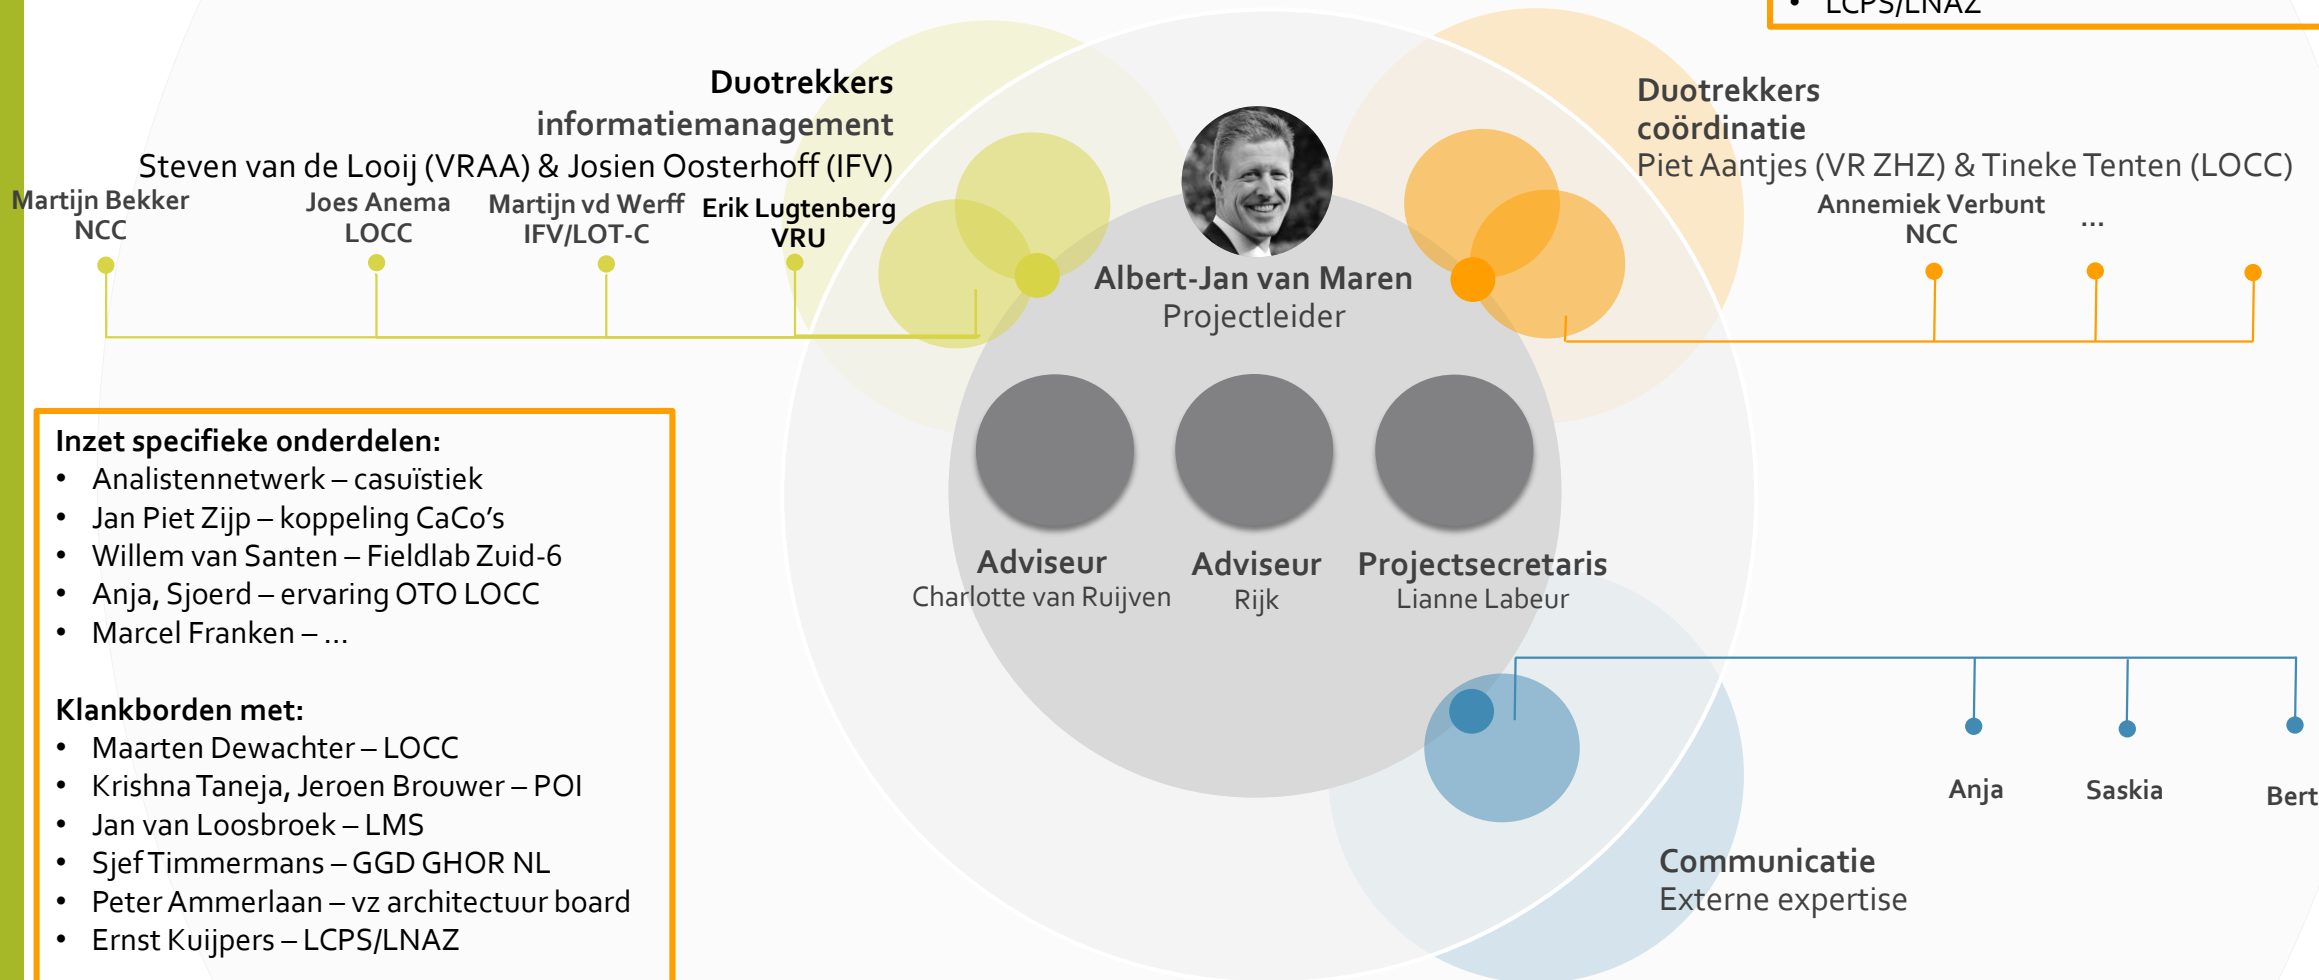 • LCPS/LNAZ
Duotrekkers
informatiemanagement
Steven van de Looij (VRAA) & Josien Oosterhoff (IFV)
Martijn Bekker
NCC
Joes Anema
LOCC
Martijn vd Werff
IFV/LOT-C
Erik Lugtenberg
VRU
Duotrekkers
coördinatie
Piet Aantjes (VR ZHZ) & Tineke Tenten (LOCC)
Annemiek Verbunt
NCC
...
Albert-Jan van Maren
Projectleider
Adviseur
Charlotte van Ruijven
Adviseur
Rijk
Projectsecretaris
Lianne Labeur
Inzet specifieke onderdelen:
• Analistennetwerk – casuïstiek
• Jan Piet Zijp – koppeling CaCo’s
• Willem van Santen – Fieldlab Zuid-6
• Anja, Sjoerd – ervaring OTO LOCC
• Marcel Franken – ...
Klankborden met:
• Maarten Dewachter – LOCC
• Krishna Taneja, Jeroen Brouwer – POI
• Jan van Loosbroek – LMS
• Sjef Timmermans – GGD GHOR NL
• Peter Ammerlaan – vz architectuur board
• Ernst Kuijpers – LCPS/LNAZ
Anja
Saskia
Bert
Communicatie
Externe expertise